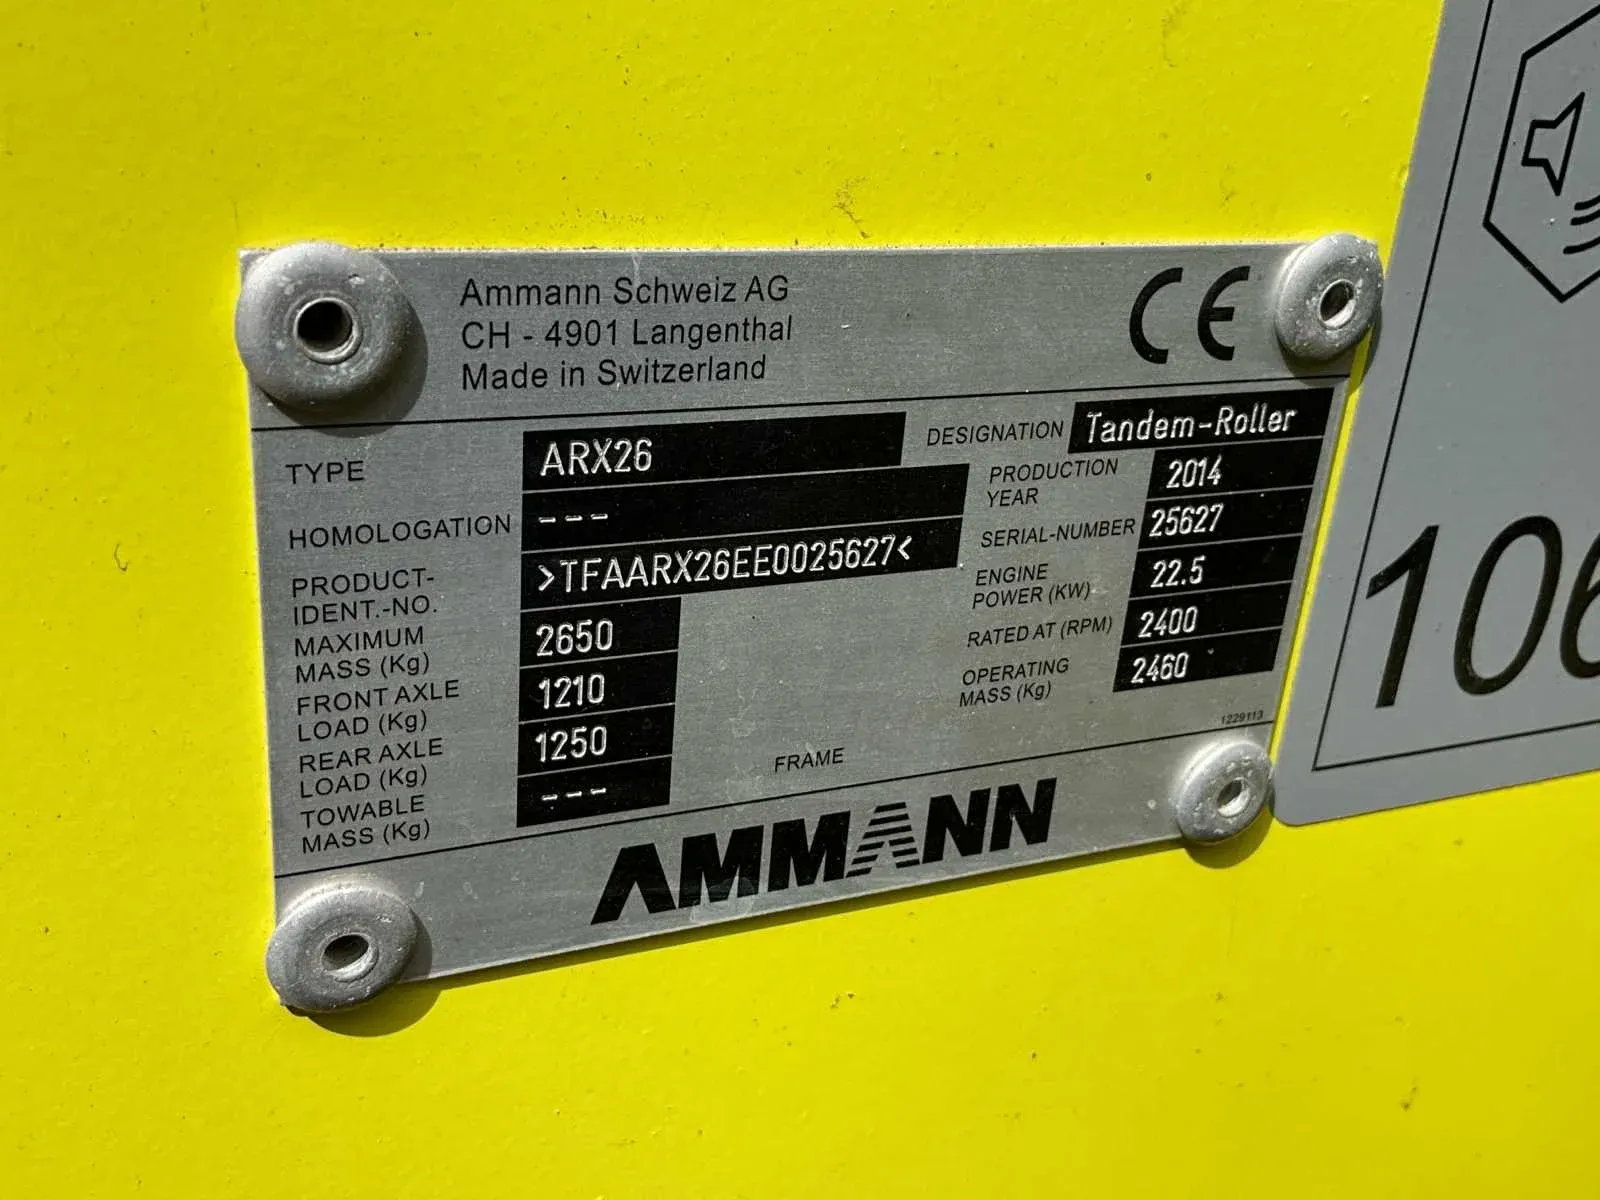 Ammann Schweiz AG
CH - 4901 Langenthal
Made in Switzerland
CE
TYPE ARX26
DESIGNATION Tandem-Roller
HOMOLOGATION ---
PRODUCTION
YEAR 2014
PRODUCT-
IDENT.-NO. >TFAARX26EE0025627<
SERIAL-NUMBER 25627
MAXIMUM
MASS (Kg) 2650
ENGINE
POWER (KW) 22.5
FRONT AXLE
LOAD (Kg) 1210
RATED AT (RPM) 2400
REAR AXLE
LOAD (Kg) 1250
OPERATING
MASS (Kg) 2460
TOWABLE
MASS (Kg) ---
FRAME
1229113
AMMANN
106